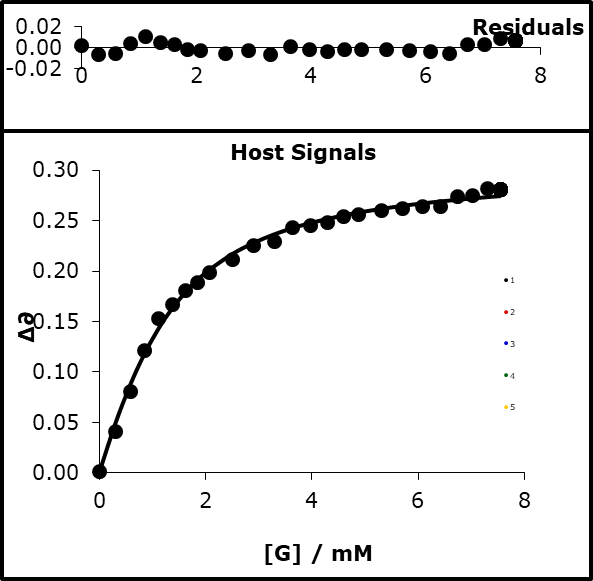 Residuals
0.02
0.00
-0.02
0 2 4 6 8
Host Signals
0.30
0.25
0.20
0.15
0.10
0.05
0.00
Δ∂
1
2
3
4
5
0 2 4 6 8
[G] / mM